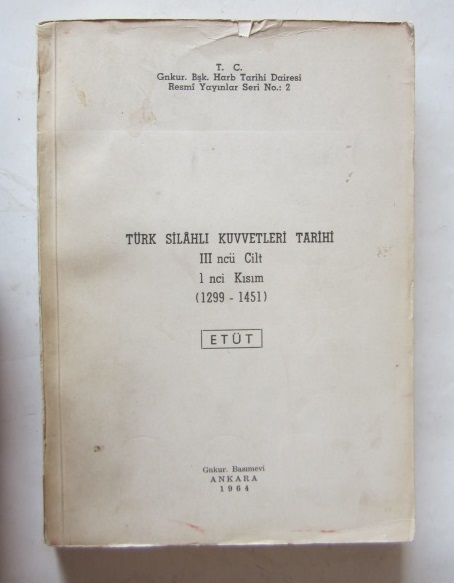 T. C.
Gnkur. Bşk. Harb Tarihi Dairesi
Resmî Yayınlar Seri No.: 2
TÜRK SİLÂHLI KUVVETLERİ TARİHİ
III ncü Cilt
1 nci Kısım
(1299 - 1451)
ETÜT
Gnkur. Basımevi
ANKARA
1964